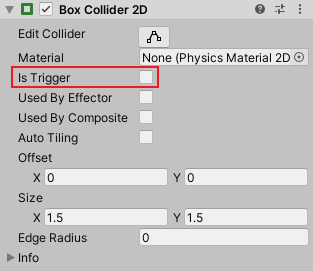 Box Collider 2D
Edit Collider
Material None (Physics Material 2D
Is Trigger
Used By Effector
Used By Composite
Auto Tiling
Offset
X 0 Y 0
Size
X 1.5 Y 1.5
Edge Radius 0
Info